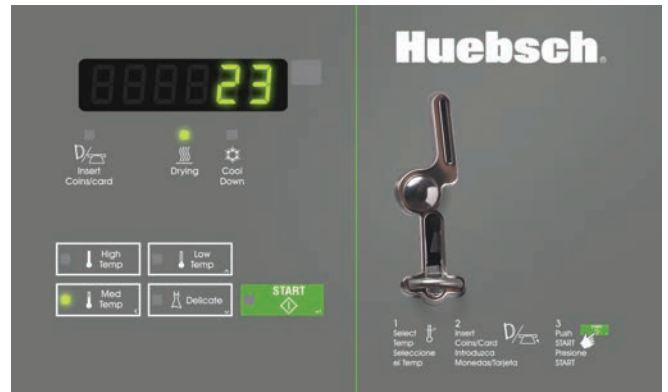 Huebsch®
23
Insert
Coins/card
Drying
Cool
Down
High
Temp
Low
Temp
Med
Temp
Delicate
START
1
Select
Temp
Seleccione
el Temp
2
Insert
Coins/Card
Introduzca
Monedas/Tarjeta
3
Push
START
Presione
START